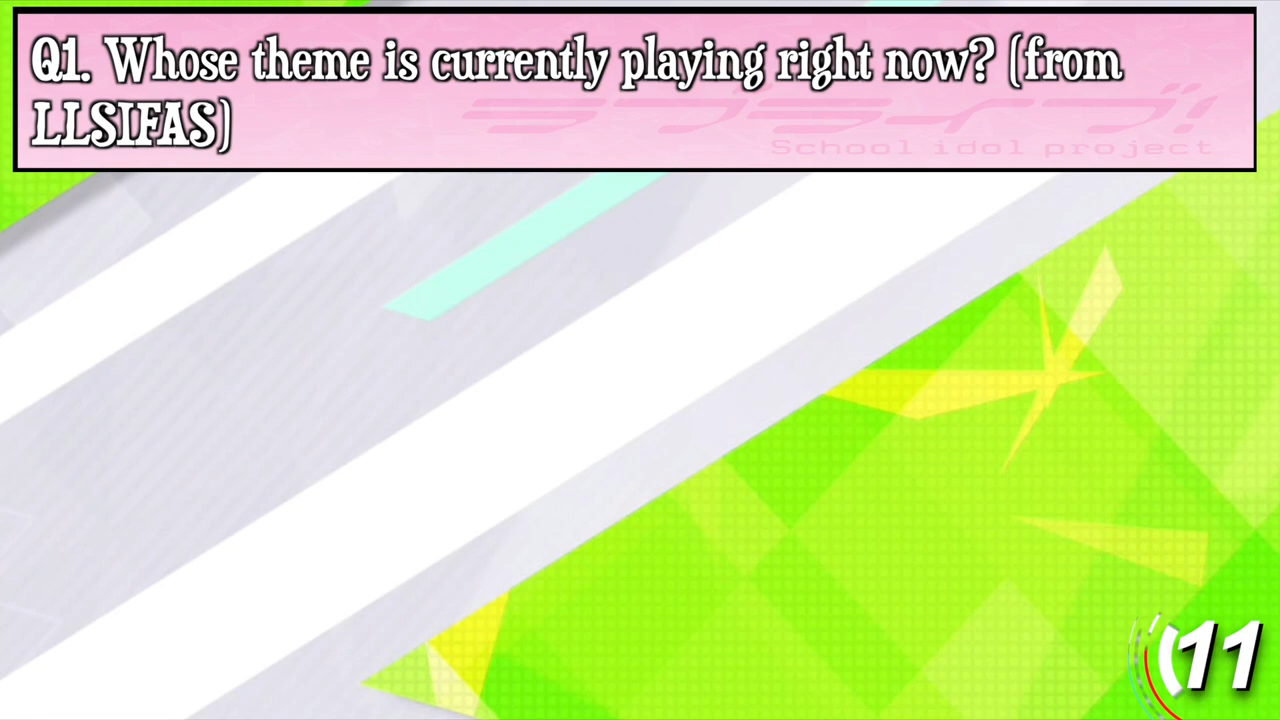 Q1. Whose theme is currently playing right now? (from
LLSIFAS)
ラブライブ!
School idol project
11